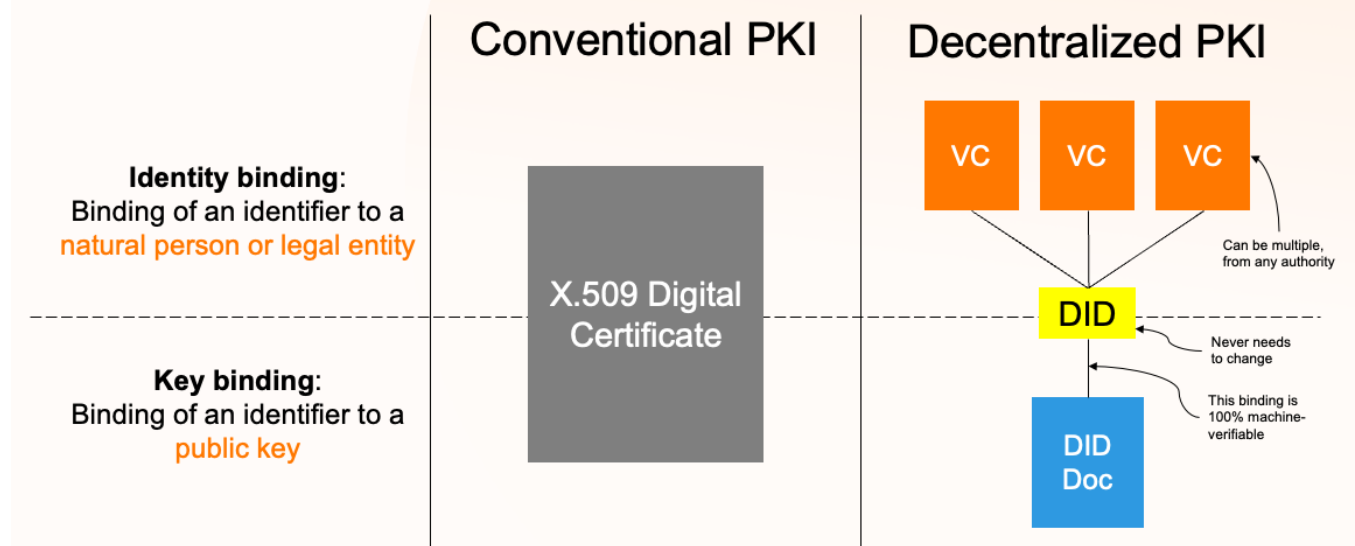 Conventional PKI
Decentralized PKI
Identity binding:
Binding of an identifier to a
natural person or legal entity
Key binding:
Binding of an identifier to a
public key
X.509 Digital
Certificate
VC
VC
VC
Can be multiple,
from any authority
DID
Never needs
to change
This binding is
100% machine-
verifiable
DID
Doc